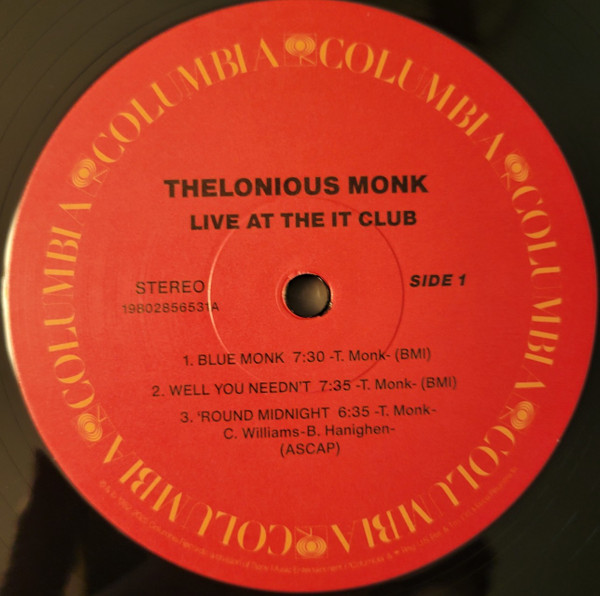 COLUMBIA COLUMBIA COLUMBIA COLUMBIA COLUMBIA COLUMBIA
THELONIOUS MONK
LIVE AT THE IT CLUB
STEREO
19802856531A
SIDE 1
1. BLUE MONK 7:30 -T. Monk- (BMI)
2. WELL YOU NEEDN'T 7:35 -T. Monk- (BMI)
3. 'ROUND MIDNIGHT 6:35 -T. Monk-
C. Williams-B. Hanighen-
(ASCAP)